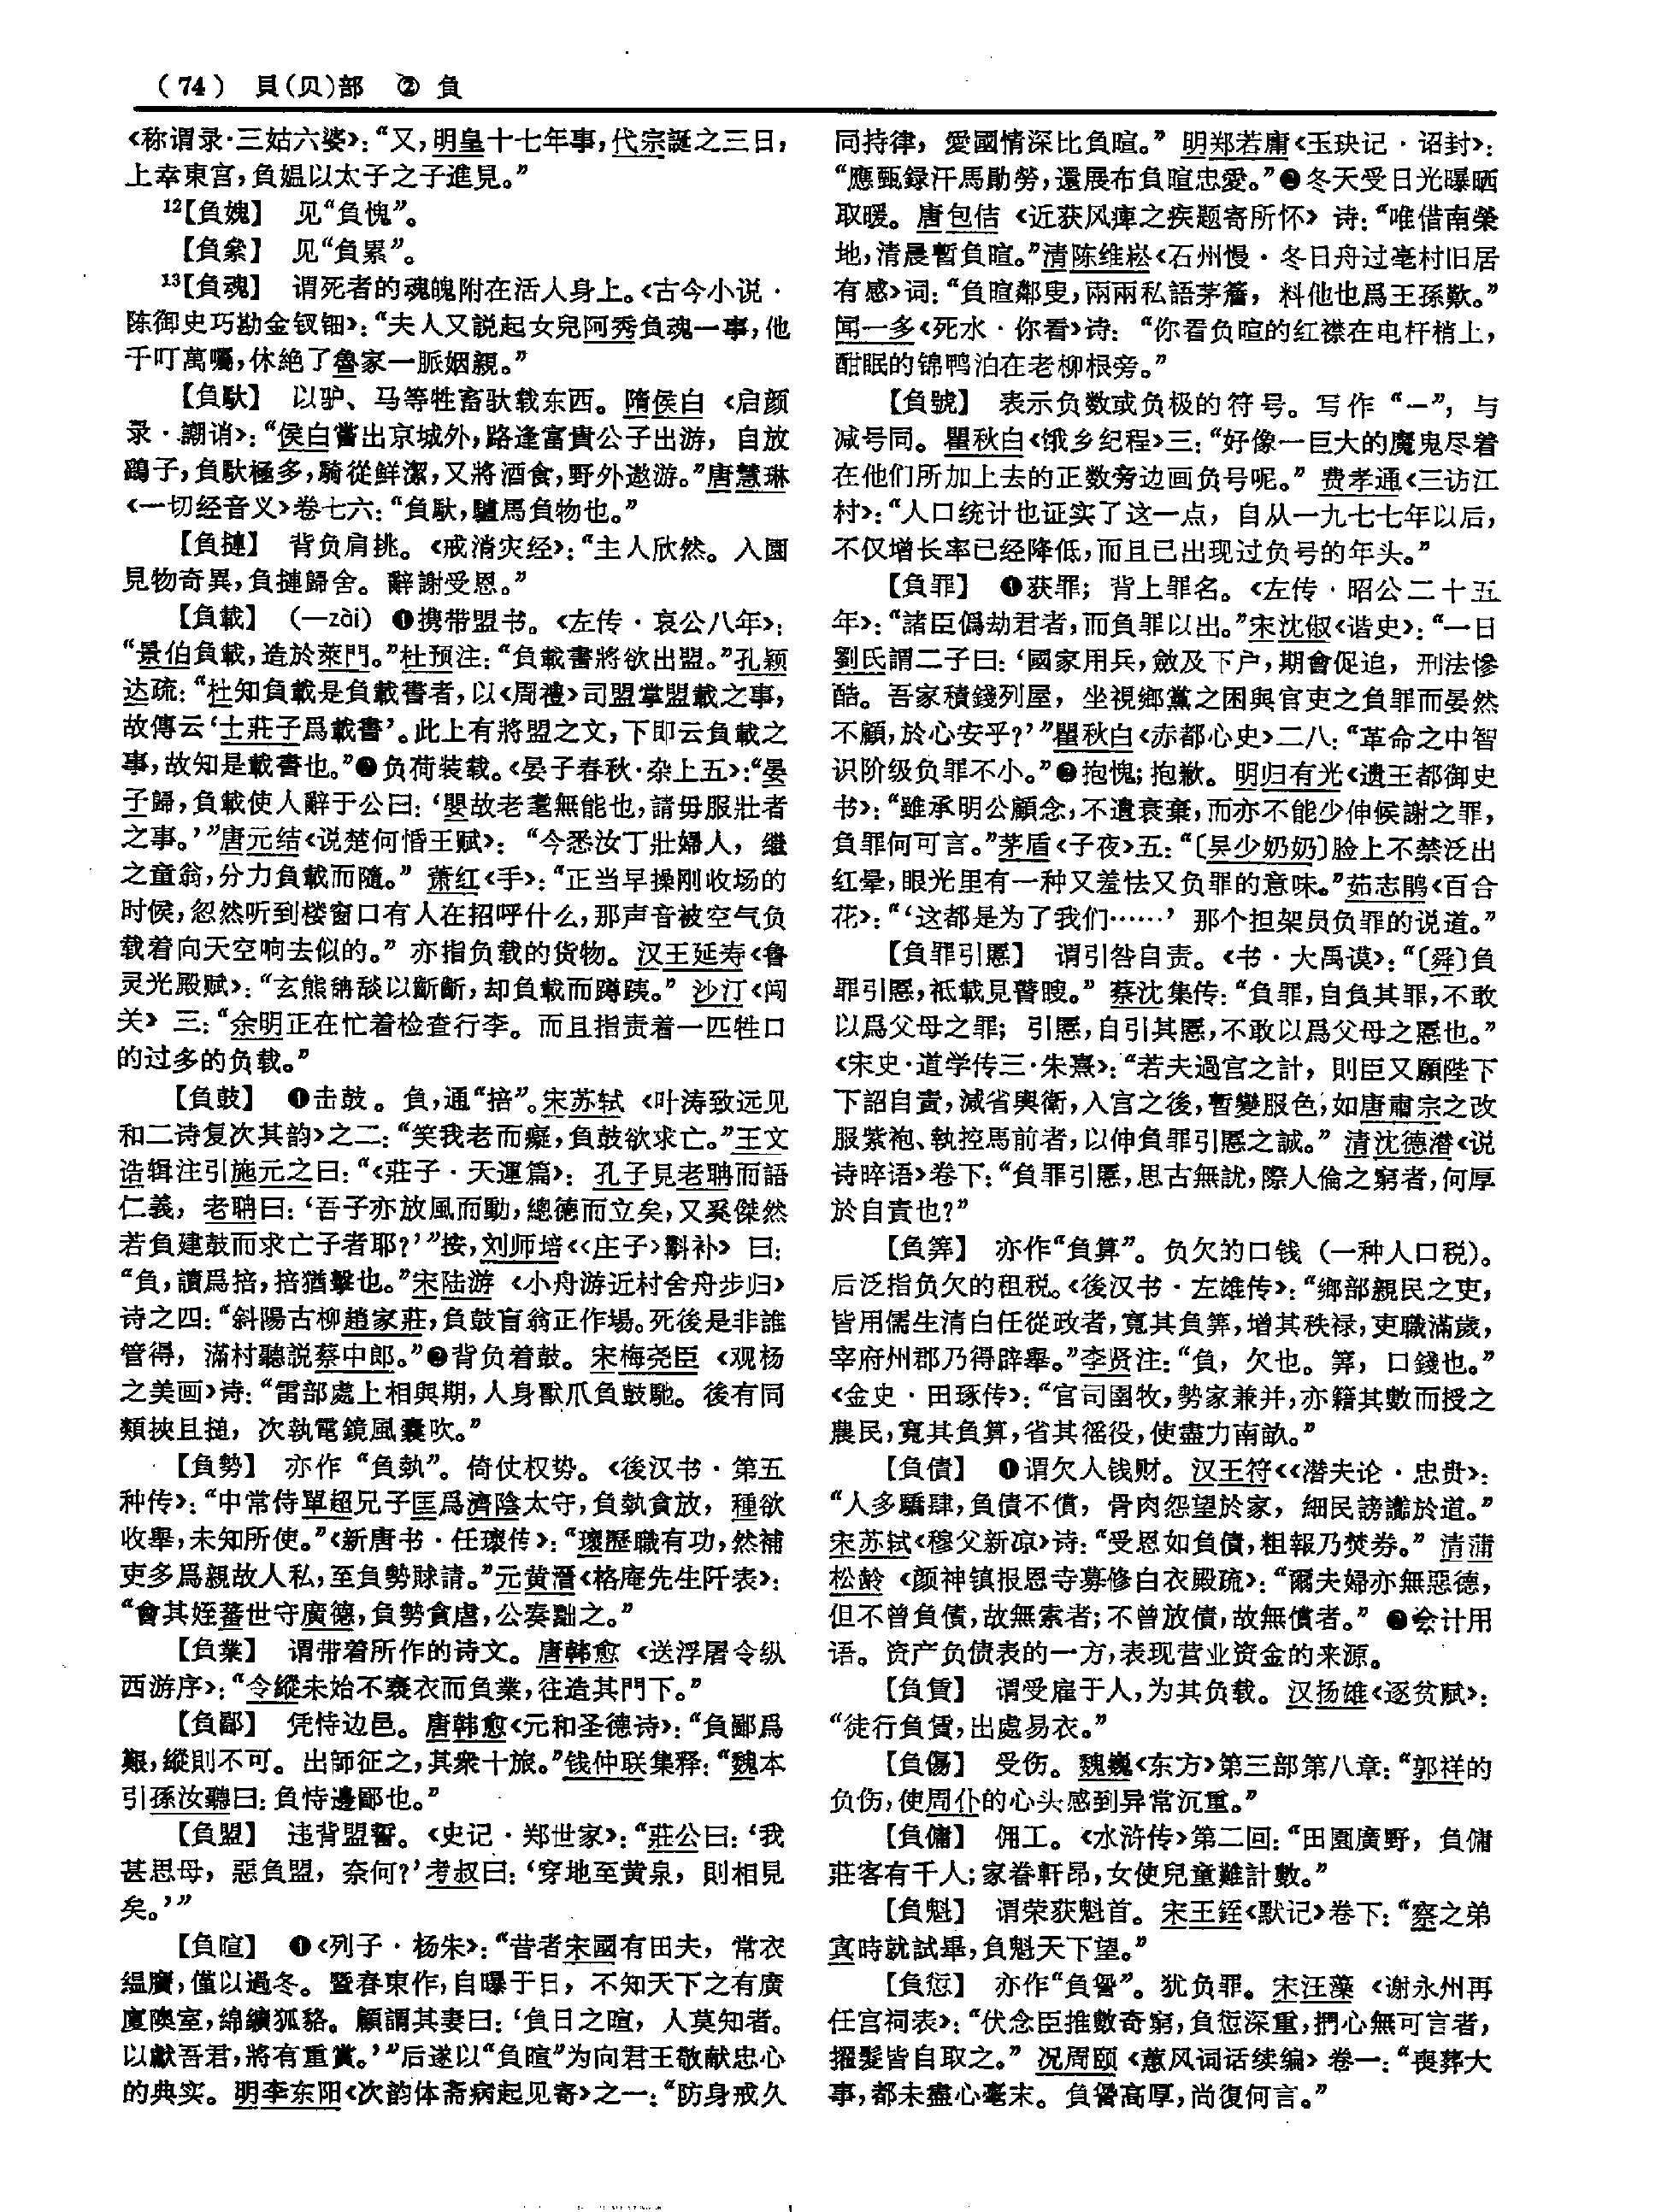 （74） 貝(贝)部 ② 負
《称谓录·三姑六婆》：“又，明皇十七年事，代宗誕之三日，
上幸東宫，負媪以太子之子進見。”
12【負媿】 见“負愧”。
【負絫】 见“負累”。
13【負魂】 谓死者的魂魄附在活人身上。《古今小说·
陈御史巧勘金钗钿》：“夫人又説起女兒阿秀負魂一事，他
千叮萬囑，休絶了魯家一脈姻親。”
【負馱】 以驴、马等牲畜驮载东西。隋侯白《启颜
录·嘲诮》：“侯白嘗出京城外，路逢富貴公子出游，自放
鷂子，負馱極多，騎從鮮潔，又將酒食，野外遨游。”唐慧琳
《一切经音义》卷七六：“負馱，驢馬負物也。”
【負摙】 背负肩挑。《戒消灾经》：“主人欣然。入園
見物奇異，負摙歸舍。辭謝受恩。”
【負載】 (—zài) ❶携带盟书。《左传·哀公八年》：
“景伯負載，造於萊門。”杜预注：“負載書將欲出盟。”孔颖
达疏：“杜知負載是負載書者，以《周禮》司盟掌盟載之事，
故傳云‘士莊子爲載書’。此上有將盟之文，下即云負載之
事，故知是載書也。”❷负荷装载。《晏子春秋·杂上五》：“晏
子歸，負載使人辭于公曰：‘嬰故老耄無能也，請毋服壯者
之事。’”唐元结《说楚何惛王赋》：“今悉汝丁壯婦人，繼
之童翁，分力負載而隨。”萧红《手》：“正当早操刚收场的
时候，忽然听到楼窗口有人在招呼什么，那声音被空气负
载着向天空响去似的。”亦指负载的货物。汉王延寿《鲁
灵光殿赋》：“玄熊蚺舕以齗齗，却負載而蹲跠。”沙汀《闯
关》三：“余明正在忙着检查行李。而且指责着一匹牲口
的过多的负载。”
【負鼓】 ❶击鼓。負，通“掊”。宋苏轼《叶涛致远见
和二诗复次其韵》之二：“笑我老而癡，負鼓欲求亡。”王文
诰辑注引施元之曰：“《莊子·天運篇》：孔子見老聃而語
仁義，老聃曰：‘吾子亦放風而動，總德而立矣，又奚傑然
若負建鼓而求亡子者耶？’”按，刘师培《〈庄子〉斠补》曰：
“負，讀爲掊，掊猶擊也。”宋陆游《小舟游近村舍舟步归》
诗之四：“斜陽古柳趙家莊，負鼓盲翁正作場。死後是非誰
管得，滿村聽説蔡中郎。”❷背负着鼓。宋梅尧臣《观杨
之美画》诗：“雷部處上相與期，人身獸爪負鼓馳。後有同
類挾且搥，次執電鏡風囊吹。”
【負勢】 亦作“負埶”。倚仗权势。《後汉书·第五
种传》：“中常侍單超兄子匡爲濟陰太守，負埶貪放，種欲
收舉，未知所使。”《新唐书·任瓌传》：“瓌歷職有功，然補
吏多爲親故人私，至負勢賕請。”元黄溍《格庵先生阡表》：
“會其姪蕃世守廣德，負勢貪虐，公奏黜之。”
【負業】 谓带着所作的诗文。唐韩愈《送浮屠令纵
西游序》：“令縱未始不褰衣而負業，往造其門下。”
【負鄙】 凭恃边邑。唐韩愈《元和圣德诗》：“負鄙爲
艱，縱則不可。出師征之，其衆十旅。”钱仲联集释：“魏本
引孫汝聽曰：負恃邊鄙也。”
【負盟】 违背盟誓。《史记·郑世家》：“莊公曰：‘我
甚思母，惡負盟，奈何？’考叔曰：‘穿地至黄泉，則相見
矣。’”
【負暄】 ❶《列子·杨朱》：“昔者宋國有田夫，常衣
緼黂，僅以過冬。暨春東作，自曝于日，不知天下之有廣
廈隩室，綿纊狐貉。顧謂其妻曰：‘負日之暄，人莫知者。
以獻吾君，將有重賞。’”后遂以“負暄”为向君王敬献忠心
的典实。明李东阳《次韵体斋病起见寄》之一：“防身戒久
同持律，愛國情深比負暄。”明郑若庸《玉玦记·诏封》：
“應甄録汗馬勛勞，還展布負暄忠愛。”❷冬天受日光曝晒
取暖。唐包佶《近获风痺之疾题寄所怀》诗：“唯借南榮
地，清晨暫負暄。”清陈维崧《石州慢·冬日舟过亳村旧居
有感》词：“負暄鄰叟，兩兩私語茅簷，料他也爲王孫歎。”
闻一多《死水·你看》诗：“你看负暄的红襟在电杆梢上，
酣眠的锦鸭泊在老柳根旁。”
【負號】 表示负数或负极的符号。写作“－”，与
减号同。瞿秋白《饿乡纪程》三：“好像一巨大的魔鬼尽着
在他们所加上去的正数旁边画负号呢。”费孝通《三访江
村》：“人口统计也证实了这一点，自从一九七七年以后，
不仅增长率已经降低，而且已出现过负号的年头。”
【負罪】 ❶获罪；背上罪名。《左传·昭公二十五
年》：“諸臣僞劫君者，而負罪以出。”宋沈俶《谐史》：“一日
劉氏謂二子曰：‘國家用兵，斂及下户，期會促迫，刑法慘
酷。吾家積錢列屋，坐視鄉黨之困與官吏之負罪而晏然
不顧，於心安乎？’”瞿秋白《赤都心史》二八：“革命之中智
识阶级负罪不小。”❷抱愧；抱歉。明归有光《遗王都御史
书》：“雖承明公顧念，不遺衰棄，而亦不能少伸候謝之罪，
負罪何可言。”茅盾《子夜》五：“〔吴少奶奶〕脸上不禁泛出
红晕，眼光里有一种又羞怯又负罪的意味。”茹志鹃《百合
花》：“‘这都是为了我们……’那个担架员负罪的说道。”
【負罪引慝】 谓引咎自责。《书·大禹谟》：“〔舜〕負
罪引慝，祗載見瞽瞍。”蔡沈集传：“負罪，自負其罪，不敢
以爲父母之罪；引慝，自引其慝，不敢以爲父母之慝也。”
《宋史·道学传三·朱熹》：“若夫過宫之計，則臣又願陛下
下詔自責，減省輿衛，入宫之後，暫變服色，如唐肅宗之改
服紫袍、執控馬前者，以伸負罪引慝之誠。”清沈德潜《说
诗晬语》卷下：“負罪引慝，思古無訧，際人倫之窮者，何厚
於自責也？”
【負筭】 亦作“負算”。负欠的口钱（一种人口税）。
后泛指负欠的租税。《後汉书·左雄传》：“鄉部親民之吏，
皆用儒生清白任從政者，寬其負筭，增其秩禄，吏職滿歲，
宰府州郡乃得辟舉。”李贤注：“負，欠也。筭，口錢也。”
《金史·田琢传》：“官司圉牧，勢家兼并，亦籍其數而授之
農民，寬其負算，省其徭役，使盡力南畝。”
【負債】 ❶谓欠人钱财。汉王符《《潜夫论·忠贵》：
“人多驕肆，負債不償，骨肉怨望於家，細民謗讟於道。”
宋苏轼《穆父新凉》诗：“受恩如負債，粗報乃焚券。”清蒲
松龄《颜神镇报恩寺募修白衣殿疏》：“爾夫婦亦無惡德，
但不曾負債，故無索者；不曾放債，故無償者。”❷会计用
语。资产负债表的一方，表现营业资金的来源。
【負賃】 谓受雇于人，为其负载。汉扬雄《逐贫赋》：
“徒行負賃，出處易衣。”
【負傷】 受伤。魏巍《东方》第三部第八章：“郭祥的
负伤，使周仆的心头感到异常沉重。”
【負傭】 佣工。《水浒传》第二回：“田園廣野，負傭
莊客有千人；家眷軒昂，女使兒童難計數。”
【負魁】 谓荣获魁首。宋王銍《默记》卷下：“察之弟
寘時就試畢，負魁天下望。”
【負愆】 亦作“負諐”。犹负罪。宋汪藻《谢永州再
任宫祠表》：“伏念臣推數奇窮，負愆深重，捫心無可言者，
擢髮皆自取之。”况周颐《蕙风词话续编》卷一：“喪葬大
事，都未盡心毫末。負諐高厚，尚復何言。”